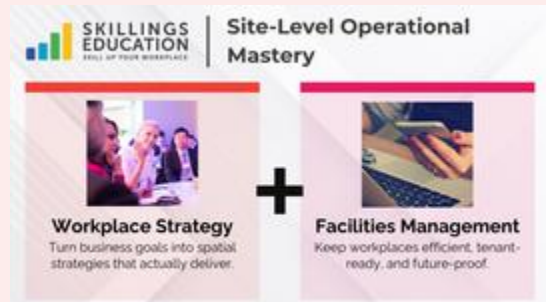 SKILLINGS
EDUCATION
SKILL UP YOUR WORKPLACE
Site-Level Operational
Mastery
Workplace Strategy
Turn business goals into spatial
strategies that actually deliver.
+
Facilities Management
Keep workplaces efficient, tenant-
ready, and future-proof.